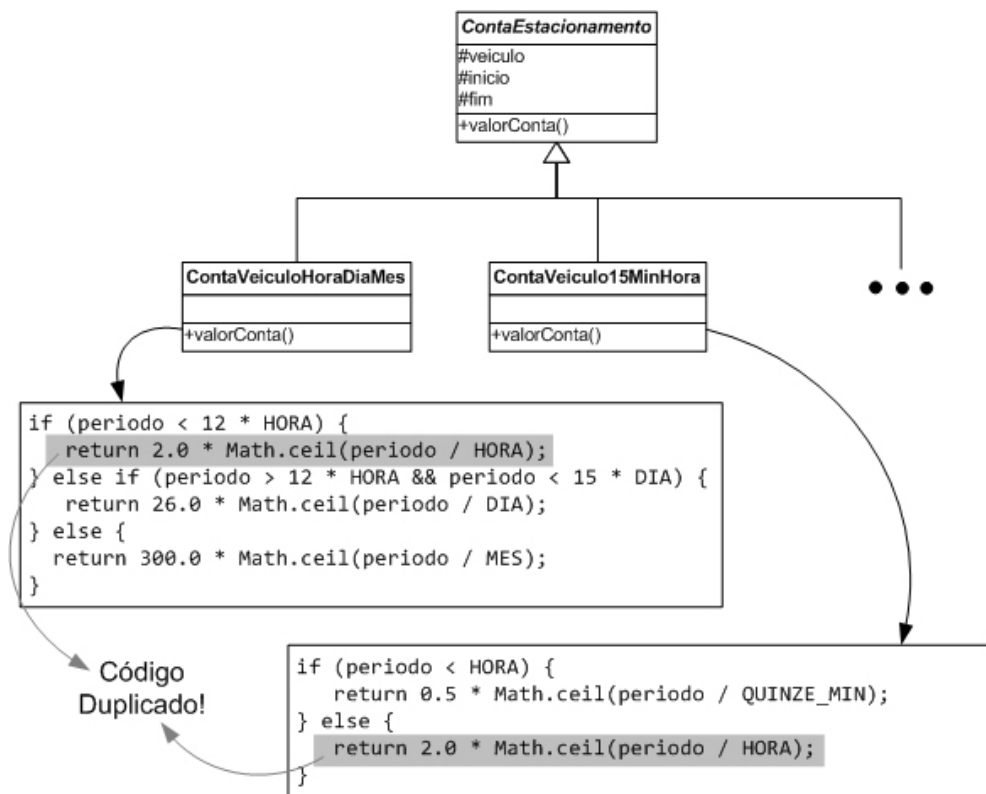 ContaEstacionamento
#veiculo
#inicio
#fim
+valorConta()
ContaVeiculoHoraDiaMes
+valorConta()
ContaVeiculo15MinHora
+valorConta()
if (periodo < 12 * HORA) {
return 2.0 * Math.ceil(periodo / HORA);
} else if (periodo > 12 * HORA && periodo < 15 * DIA) {
return 26.0 * Math.ceil(periodo / DIA);
} else {
return 300.0 * Math.ceil(periodo / MES);
}
Código
Duplicado!
if (periodo < HORA) {
return 0.5 * Math.ceil(periodo / QUINZE_MIN);
} else {
return 2.0 * Math.ceil(periodo / HORA);
}